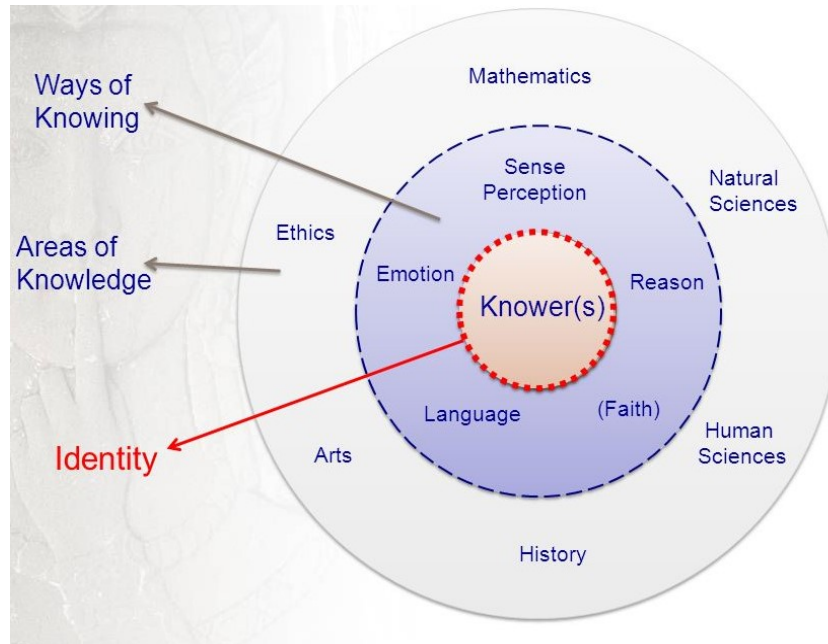 Ways of
Knowing
Areas of
Knowledge
Identity
Mathematics
Natural
Sciences
Human
Sciences
History
Arts
Ethics
Sense
Perception
Reason
(Faith)
Language
Emotion
Knower(s)